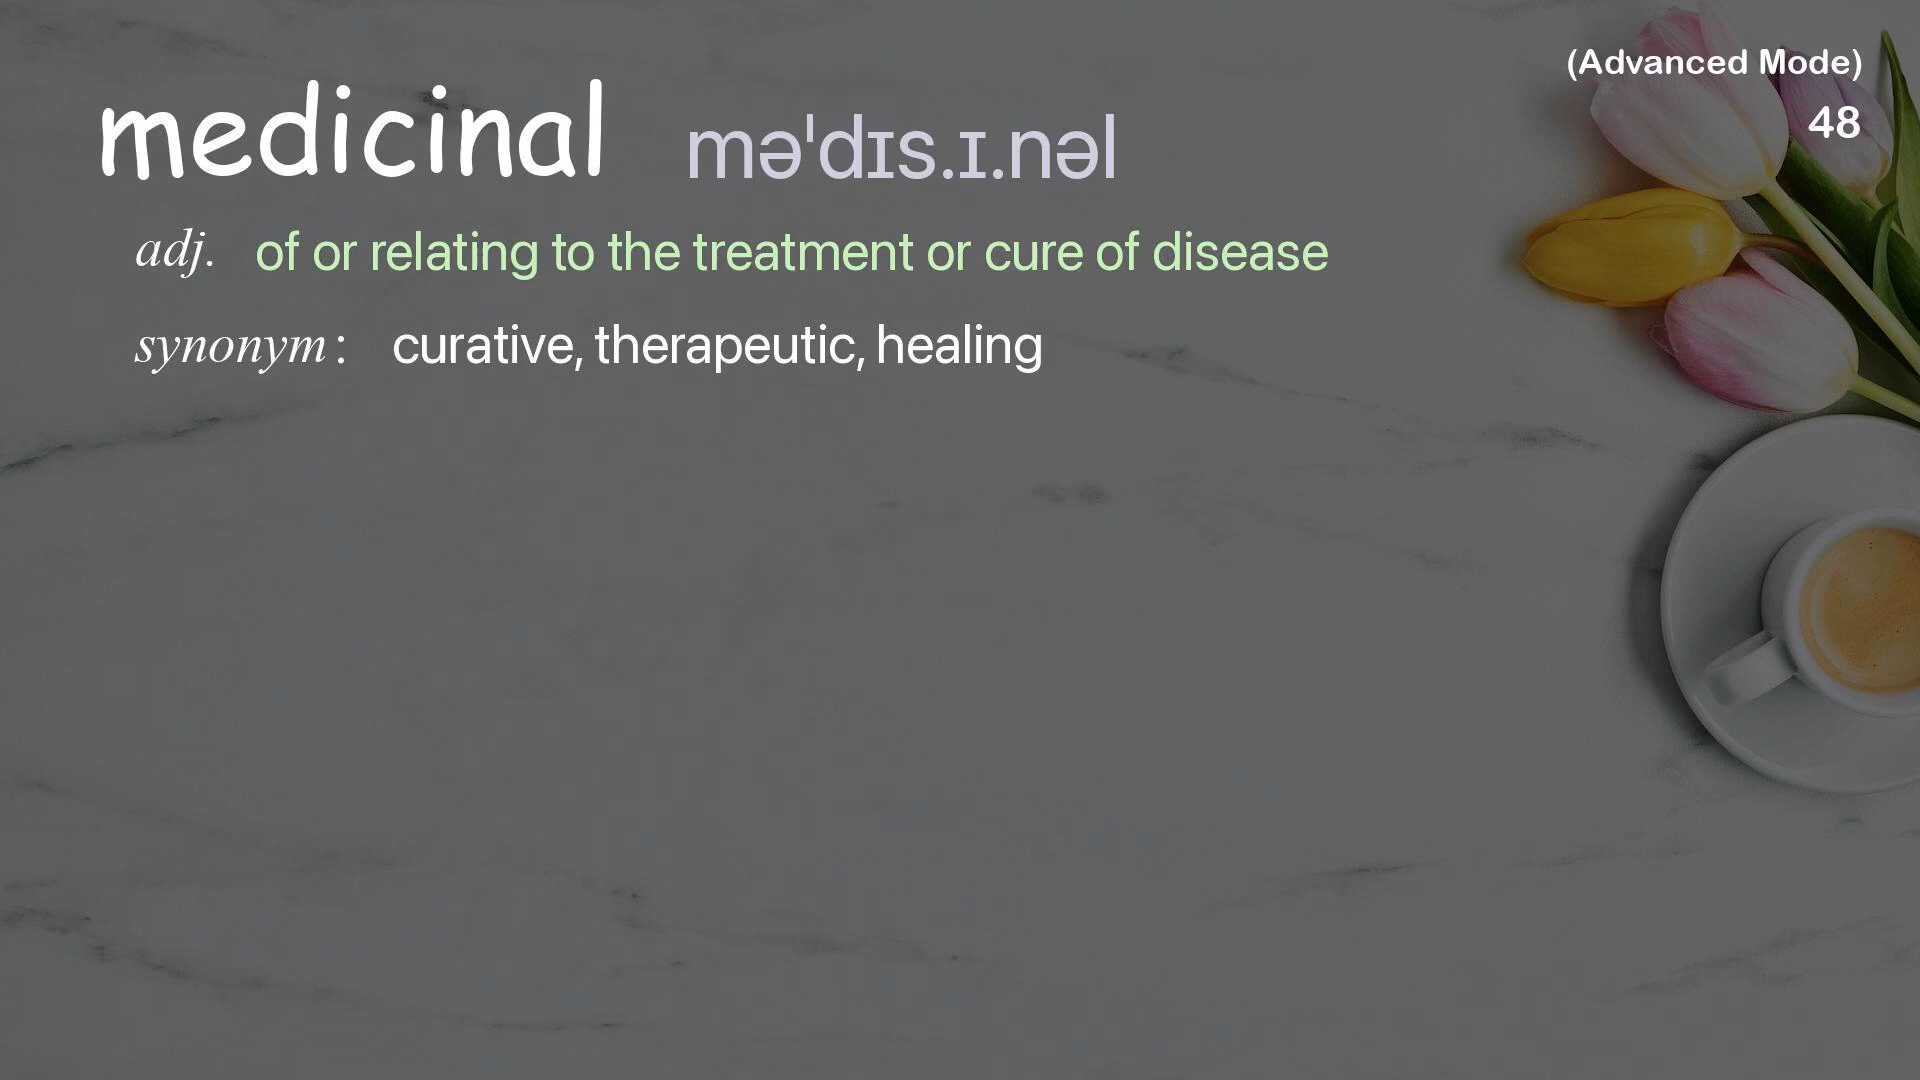 (Advanced Mode)
48
medicinal məˈdɪs.ɪ.nəl
adj. of or relating to the treatment or cure of disease
synonym: curative, therapeutic, healing